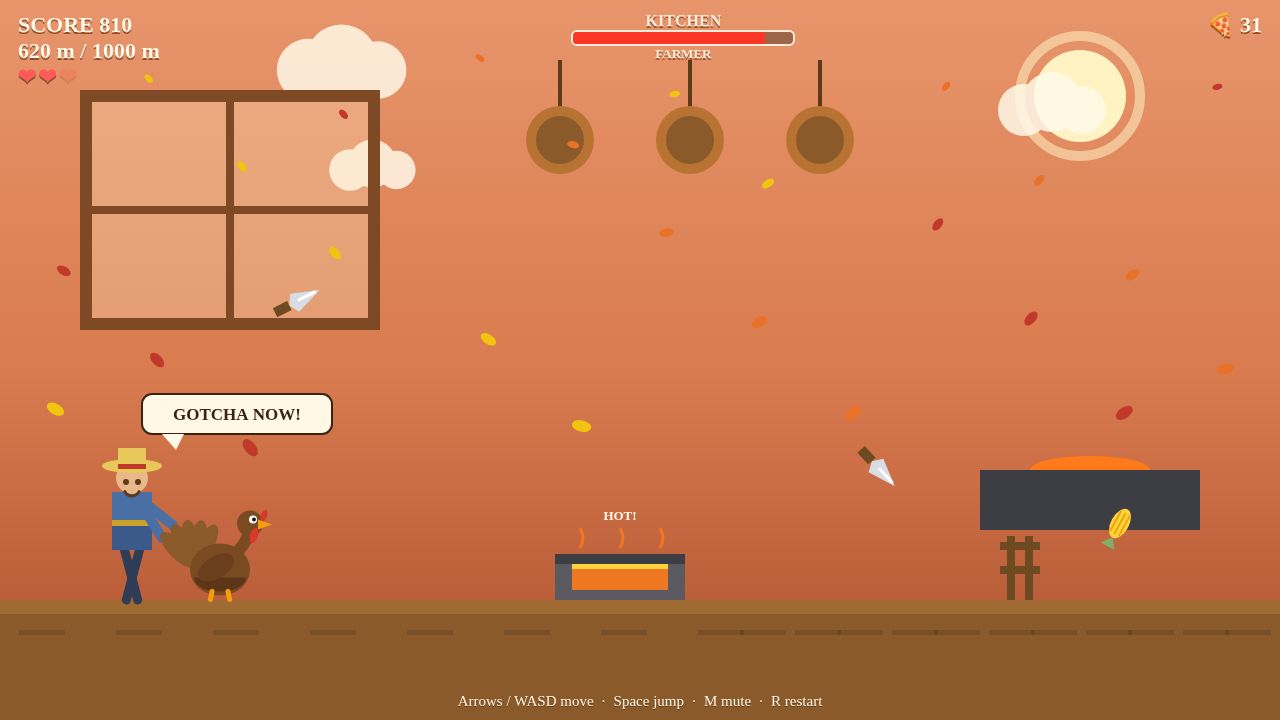 SCORE 810
620 m / 1000 m
KITCHEN
FARMER
31
GOTCHA NOW!
HOT!
Arrows / WASD move · Space jump · M mute · R restart